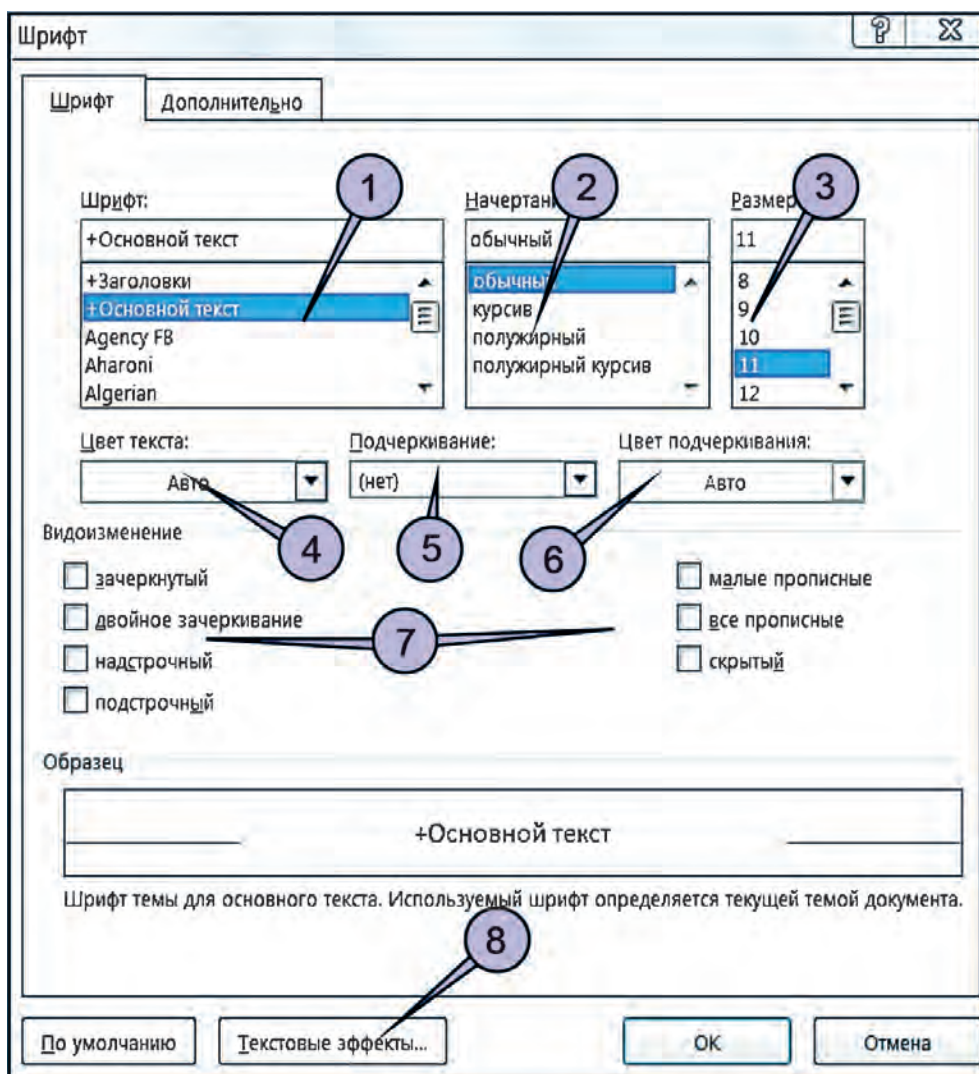 Шрифт
Шрифт Дополнительно
1 2 3
Шрифт: Начертани Размер
+Основной текст обычный 11
+Заголовки обычный 8
+Основной текст курсив 9
Agency FB полужирный 10
Aharoni полужирный курсив 11
Algerian 12
Цвет текста: Подчеркивание: Цвет подчеркивания:
Авто (нет) Авто
4 5 6
Видоизменение
зачеркнутый малые прописные
двойное зачеркивание все прописные
7
надстрочный скрытый
подстрочный
Образец
+Основной текст
Шрифт темы для основного текста. Используемый шрифт определяется текущей темой документа.
8
По умолчанию Текстовые эффекты... ОК Отмена